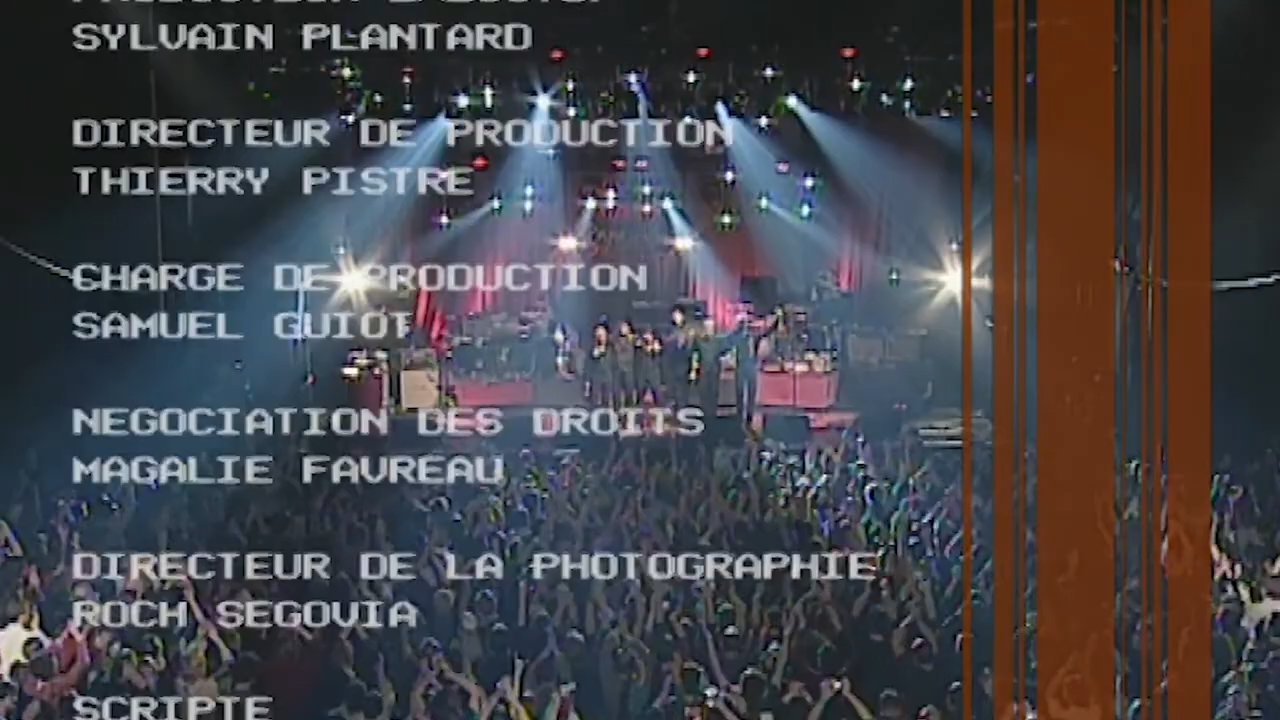 SYLVAIN PLANTARD
DIRECTEUR DE PRODUCTION
THIERRY PISTRE
CHARGE DE PRODUCTION
SAMUEL GUIOT
NEGOCIATION DES DROITS
MAGALIE FAVREAU
DIRECTEUR DE LA PHOTOGRAPHIE
ROCH SEGOVIA
SCRIPTE